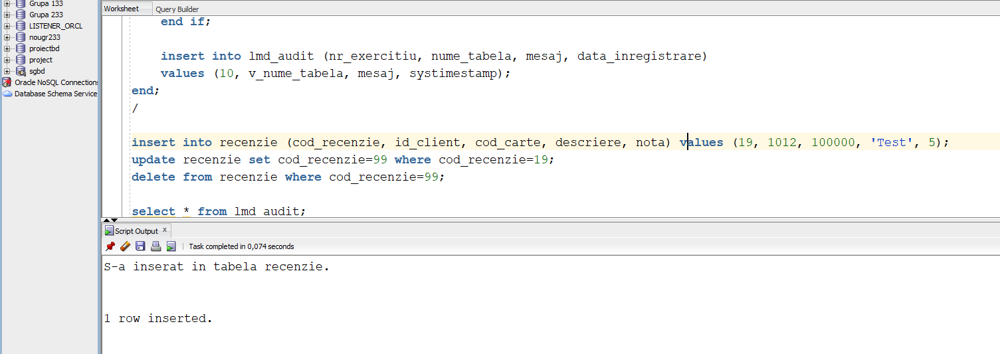 Grupa 133
Grupa 233
LISTENER_ORCL
nougr233
proiectbd
project
sgbd
Oracle NoSQL Connections
Database Schema Service
Worksheet Query Builder
end if;
insert into lmd_audit (nr_exercitiu, nume_tabela, mesaj, data_inregistrare)
values (10, v_nume_tabela, mesaj, systimestamp);
end;
/
insert into recenzie (cod_recenzie, id_client, cod_carte, descriere, nota) values (19, 1012, 100000, 'Test', 5);
update recenzie set cod_recenzie=99 where cod_recenzie=19;
delete from recenzie where cod_recenzie=99;
select * from lmd_audit;
Script Output x
Task completed in 0,074 seconds
S-a inserat in tabela recenzie.
1 row inserted.